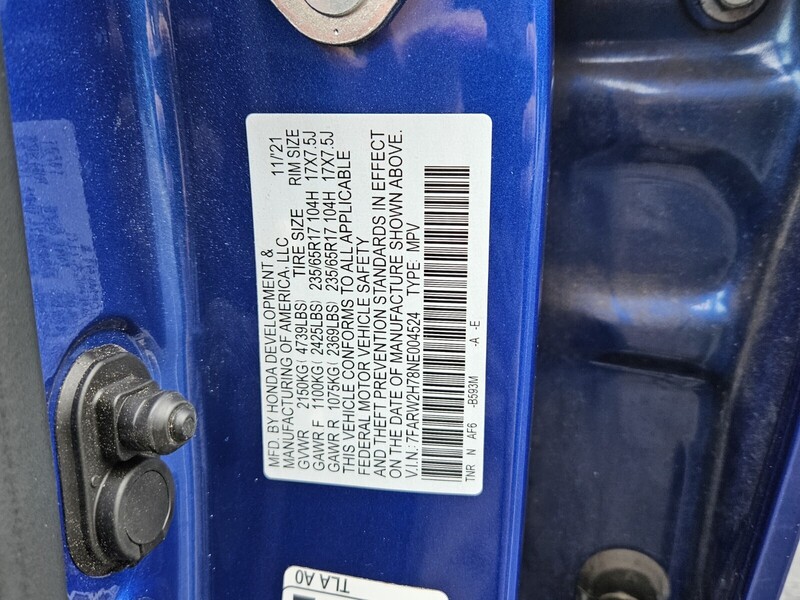 MFD. BY HONDA DEVELOPMENT &
MANUFACTURING OF AMERICA, LLC 11/'21
GVWR 2150KG( 4739LBS) TIRE SIZE RIM SIZE
GAWR F 1100KG( 2425LBS) 235/65R17 104H 17X7.5J
GAWR R 1075KG( 2369LBS) 235/65R17 104H 17X7.5J
THIS VEHICLE CONFORMS TO ALL APPLICABLE
FEDERAL MOTOR VEHICLE SAFETY
AND THEFT PREVENTION STANDARDS IN EFFECT
ON THE DATE OF MANUFACTURE SHOWN ABOVE.
V.I.N.: 7FARW2H78NE004524 TYPE: MPV
TNR N AF6 -B593M -A -E
TLA A0